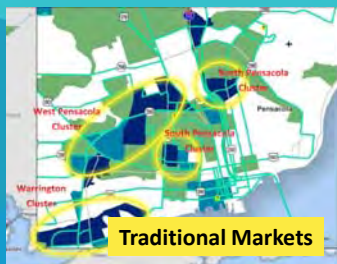 North Pensacola
Cluster
West Pensacola
Cluster
Pensacola
South Pensacola
Cluster
Warrington
Cluster
Traditional Markets